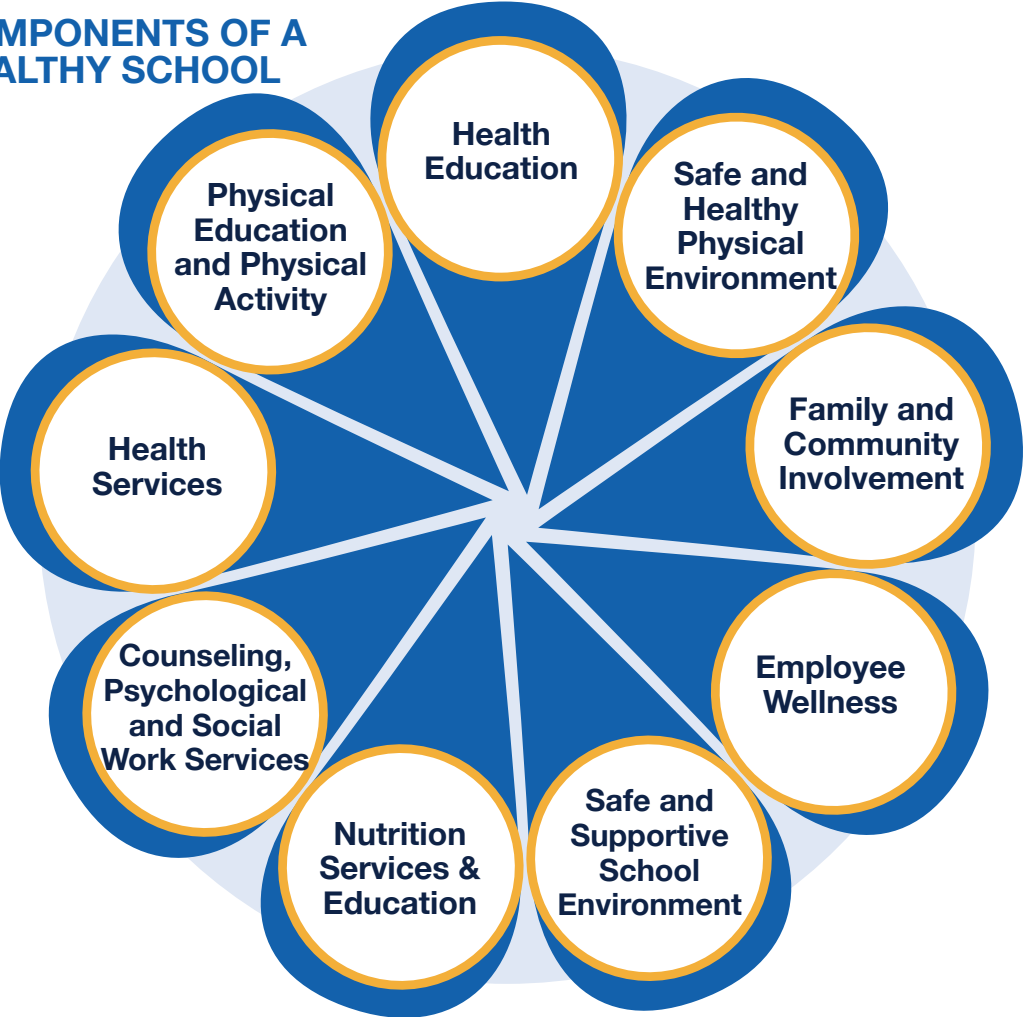 MPONENTS OF A
ALTHY SCHOOL
Health
Education
Safe and
Healthy
Physical
Environment
Family and
Community
Involvement
Employee
Wellness
Safe and
Supportive
School
Environment
Nutrition
Services &
Education
Counseling,
Psychological
and Social
Work Services
Health
Services
Physical
Education
and Physical
Activity